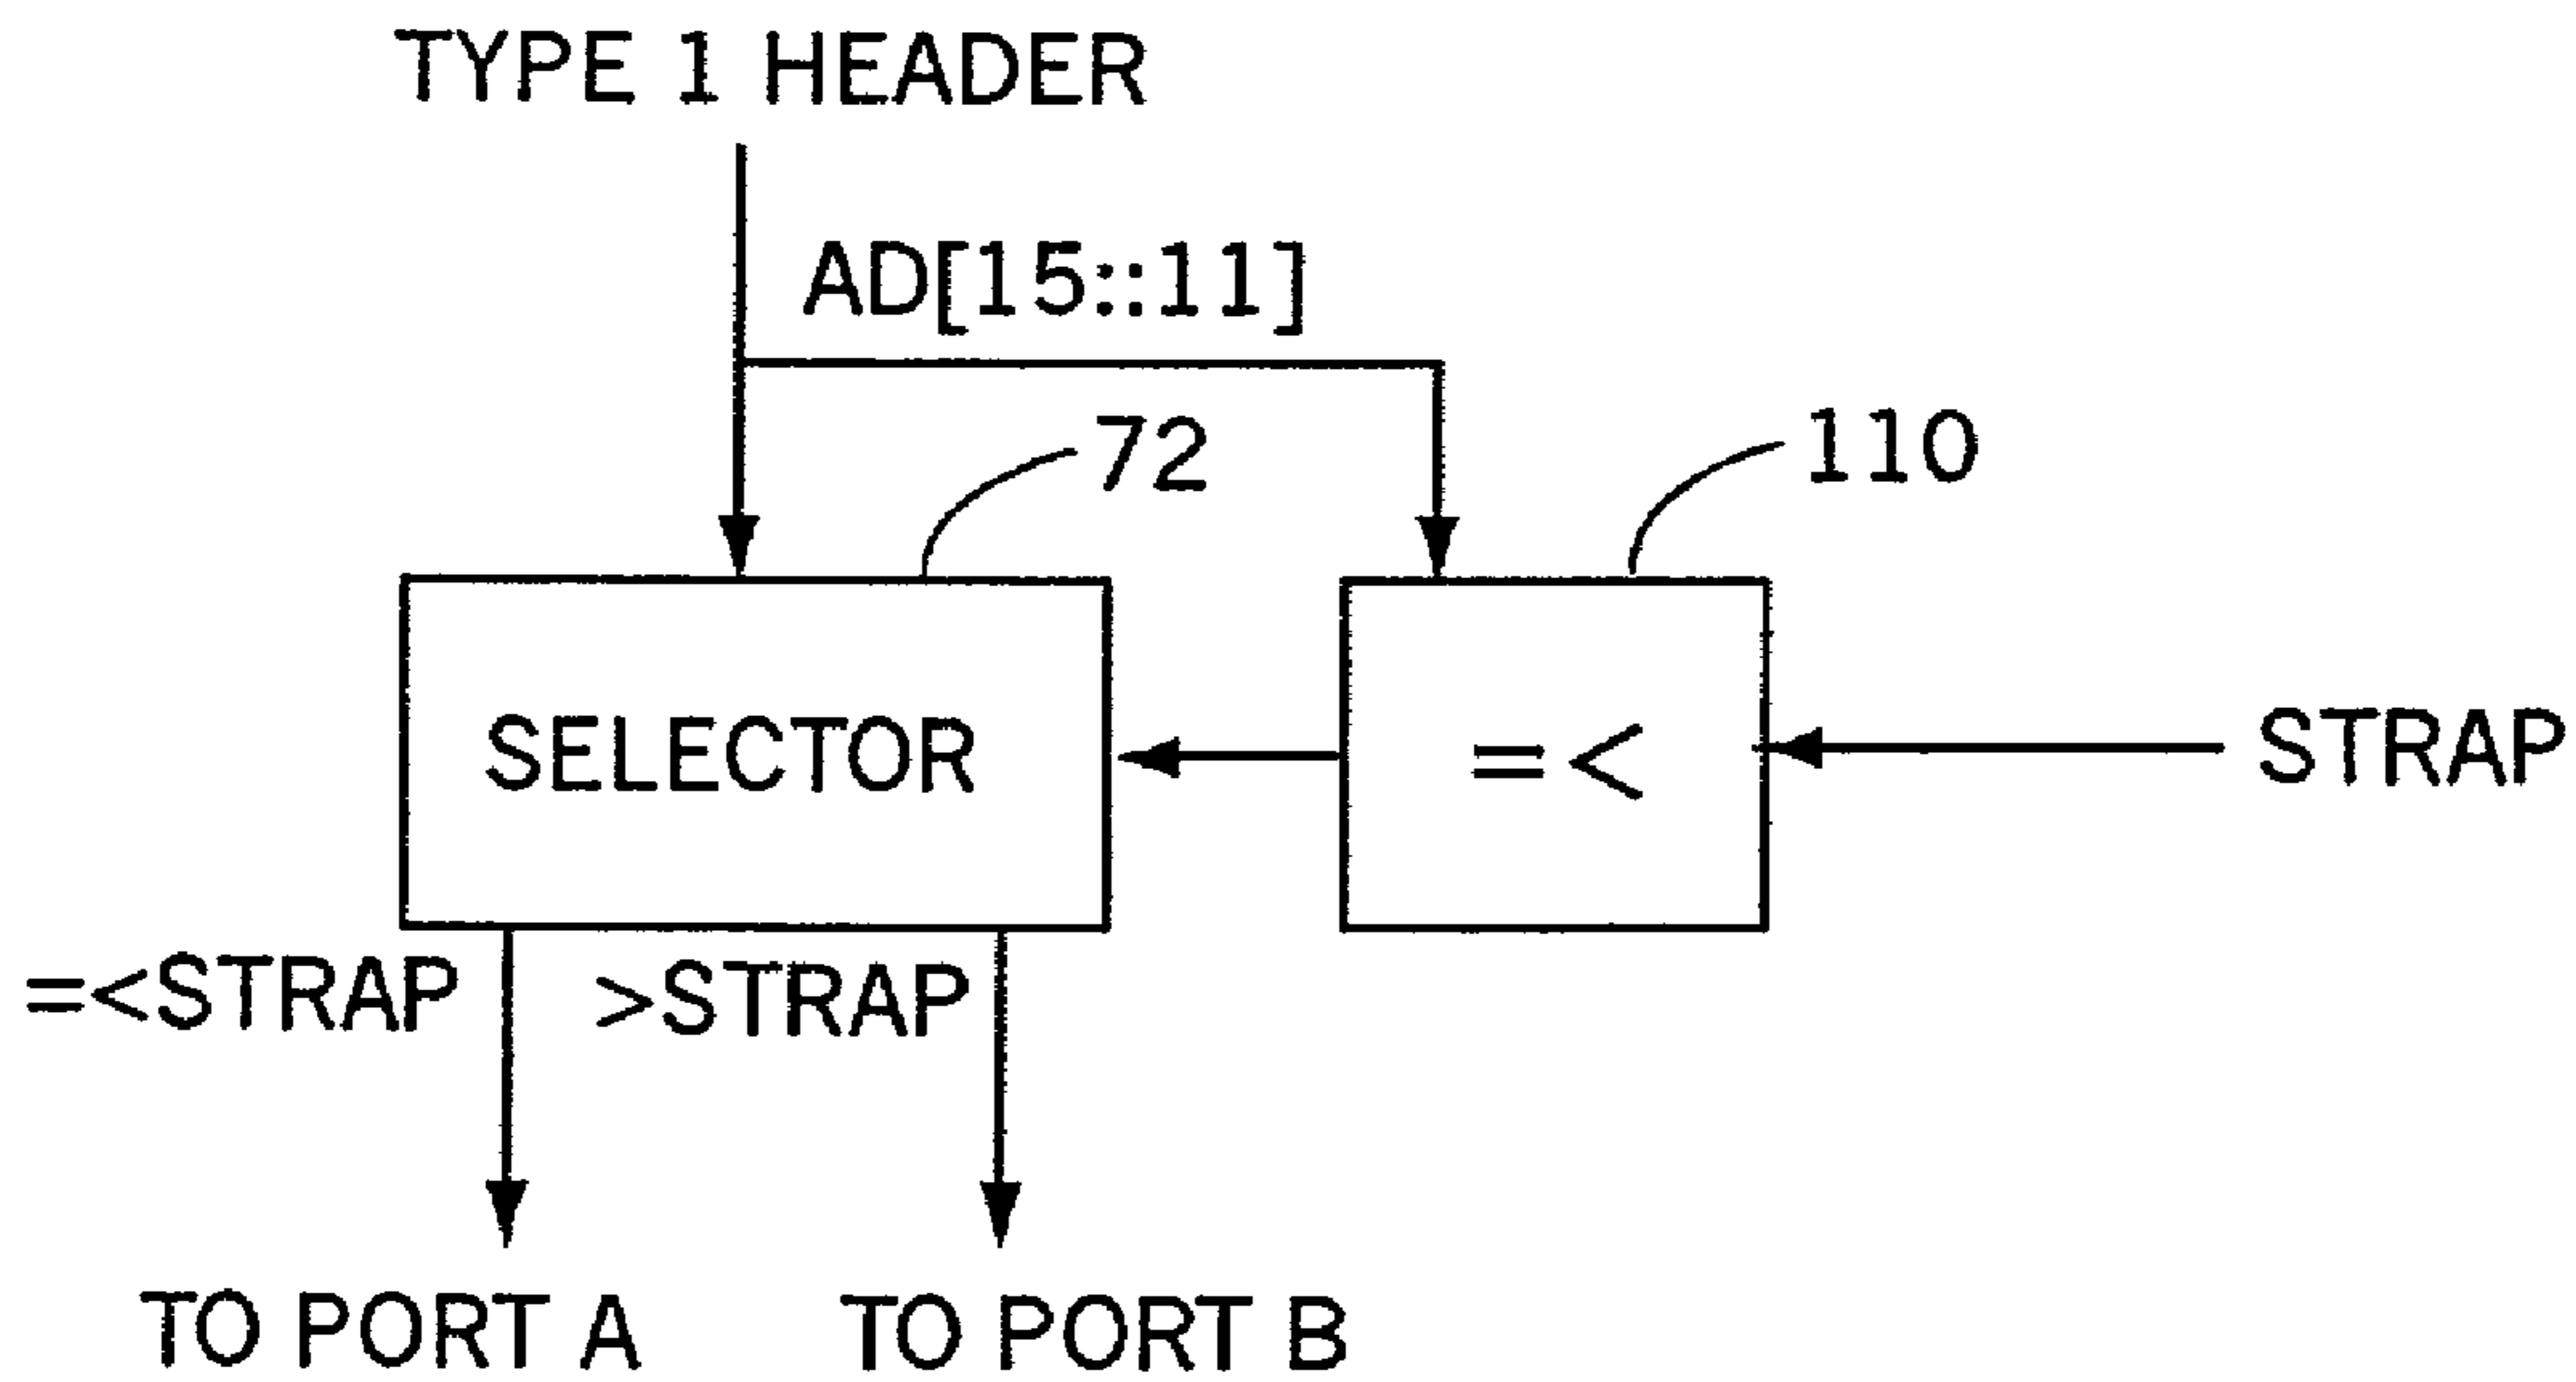 TYPE 1 HEADER
AD[15::11]
72
110
SELECTOR
=<
STRAP
=<STRAP
>STRAP
TO PORT A
TO PORT B